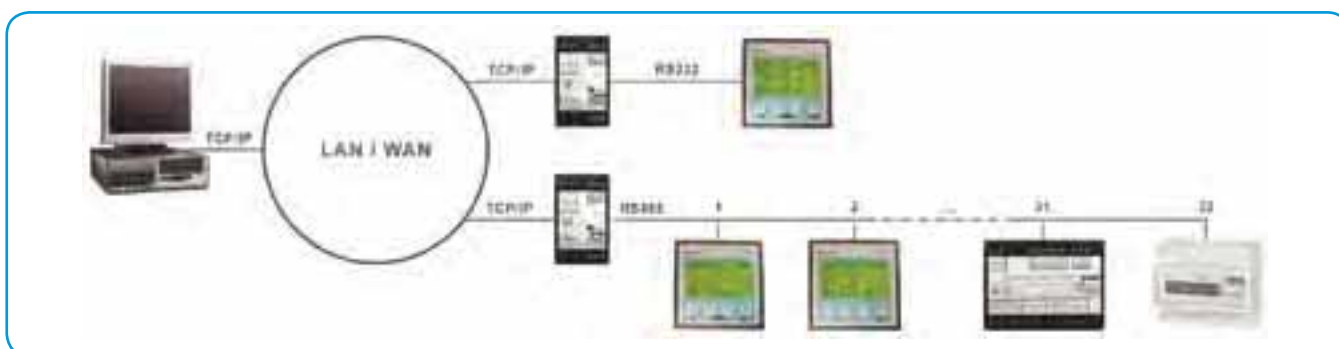 TCP/IP
RS232
TCP/IP
LAN / WAN
TCP/IP
RS485
1
2
...
31
32